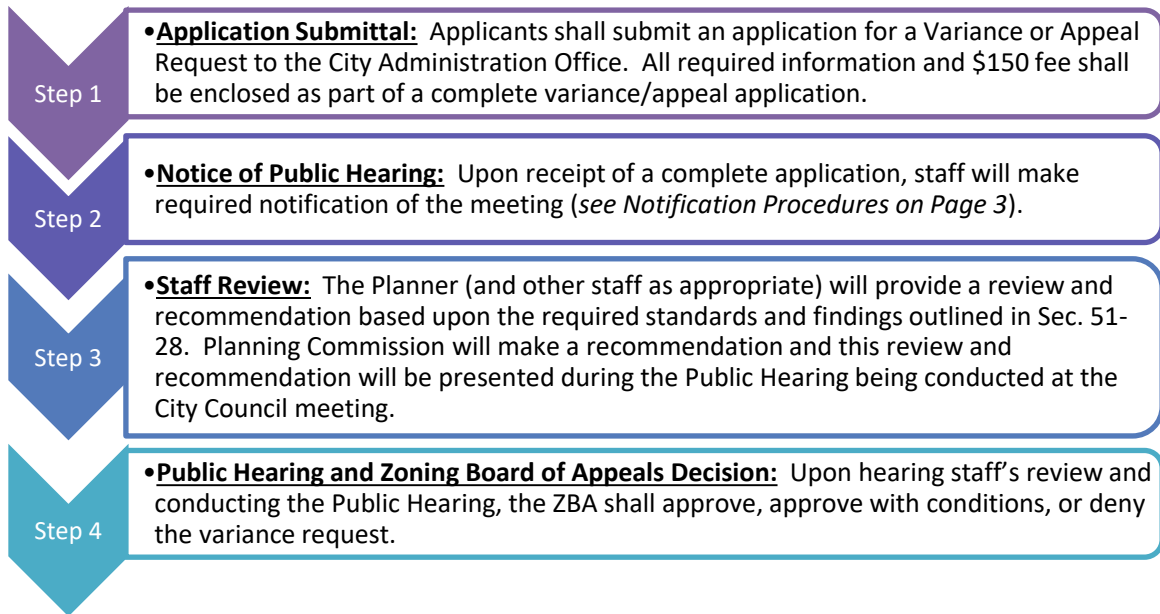 Step 1
•Application Submittal: Applicants shall submit an application for a Variance or Appeal
Request to the City Administration Office. All required information and $150 fee shall
be enclosed as part of a complete variance/appeal application.
Step 2
•Notice of Public Hearing: Upon receipt of a complete application, staff will make
required notification of the meeting (see Notification Procedures on Page 3).
Step 3
•Staff Review: The Planner (and other staff as appropriate) will provide a review and
recommendation based upon the required standards and findings outlined in Sec. 51-
28. Planning Commission will make a recommendation and this review and
recommendation will be presented during the Public Hearing being conducted at the
City Council meeting.
Step 4
•Public Hearing and Zoning Board of Appeals Decision: Upon hearing staff’s review and
conducting the Public Hearing, the ZBA shall approve, approve with conditions, or deny
the variance request.